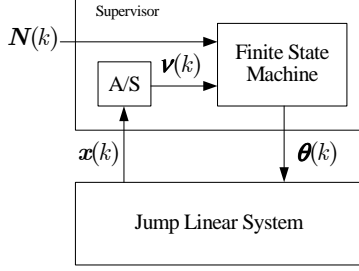 Supervisor
N(k)
ν(k)
Finite State
Machine
A/S
x(k)
θ(k)
Jump Linear System